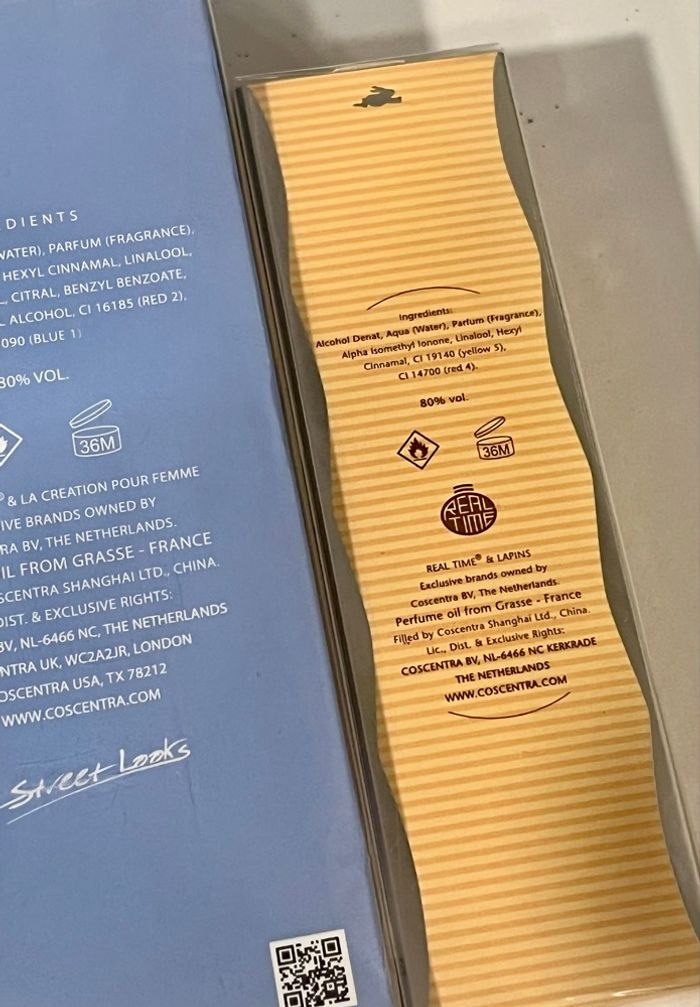 DIENTS
WATER), PARFUM (FRAGRANCE),
HEXYL CINNAMAL, LINALOOL,
CITRAL, BENZYL BENZOATE,
ALCOHOL, CI 16185 (RED 2),
090 (BLUE 1)
80% VOL.
36M
® & LA CREATION POUR FEMME
IVE BRANDS OWNED BY
RA BV, THE NETHERLANDS.
IL FROM GRASSE - FRANCE
SCENTRA SHANGHAI LTD., CHINA.
DIST. & EXCLUSIVE RIGHTS:
BV, NL-6466 NC, THE NETHERLANDS
NTRA UK, WC2A2JR, LONDON
OSCENTRA USA, TX 78212
WWW.COSCENTRA.COM
Street Looks
Ingredients:
Alcohol Denat, Aqua (Water), Parfum (Fragrance),
Alpha Isomethyl Ionone, Linalool, Hexyl
Cinnamal, CI 19140 (yellow 5),
CI 14700 (red 4).
80% vol.
36M
REAL
TIME
REAL TIME® & LAPINS
Exclusive brands owned by
Coscentra BV, The Netherlands.
Perfume oil from Grasse - France
Filled by Coscentra Shanghai Ltd., China.
Lic., Dist. & Exclusive Rights:
COSCENTRA BV, NL-6466 NC KERKRADE
THE NETHERLANDS
WWW.COSCENTRA.COM